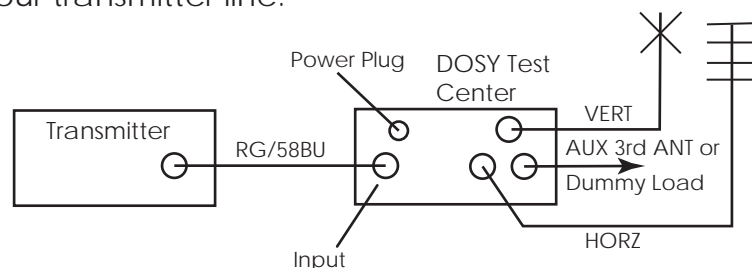 our transmitter line.
Power Plug
DOSY Test
Center
Transmitter
VERT
RG/58BU
AUX 3rd ANT or
Dummy Load
HORZ
Input